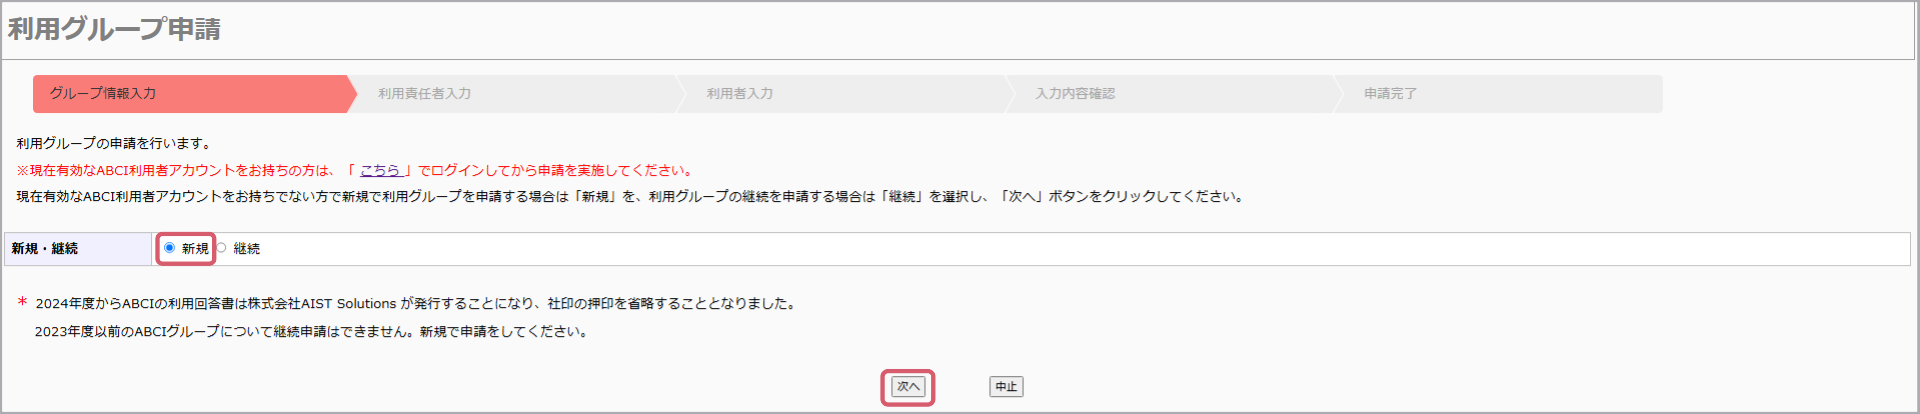 利用グループ申請
グループ情報入力 利用責任者入力 利用者入力 入力内容確認 申請完了
利用グループの申請を行います。
※現在有効なABCI利用者アカウントをお持ちの方は、「 こちら 」でログインしてから申請を実施してください。
現在有効なABCI利用者アカウントをお持ちでない方で新規で利用グループを申請する場合は「新規」を、利用グループの継続を申請する場合は「継続」を選択し、「次へ」ボタンをクリックしてください。
新規・継続 新規 継続
* 2024年度からABCIの利用回答書は株式会社AIST Solutions が発行することになり、社印の押印を省略することとなりました。
2023年度以前のABCIグループについて継続申請はできません。新規で申請をしてください。
次へ 中止